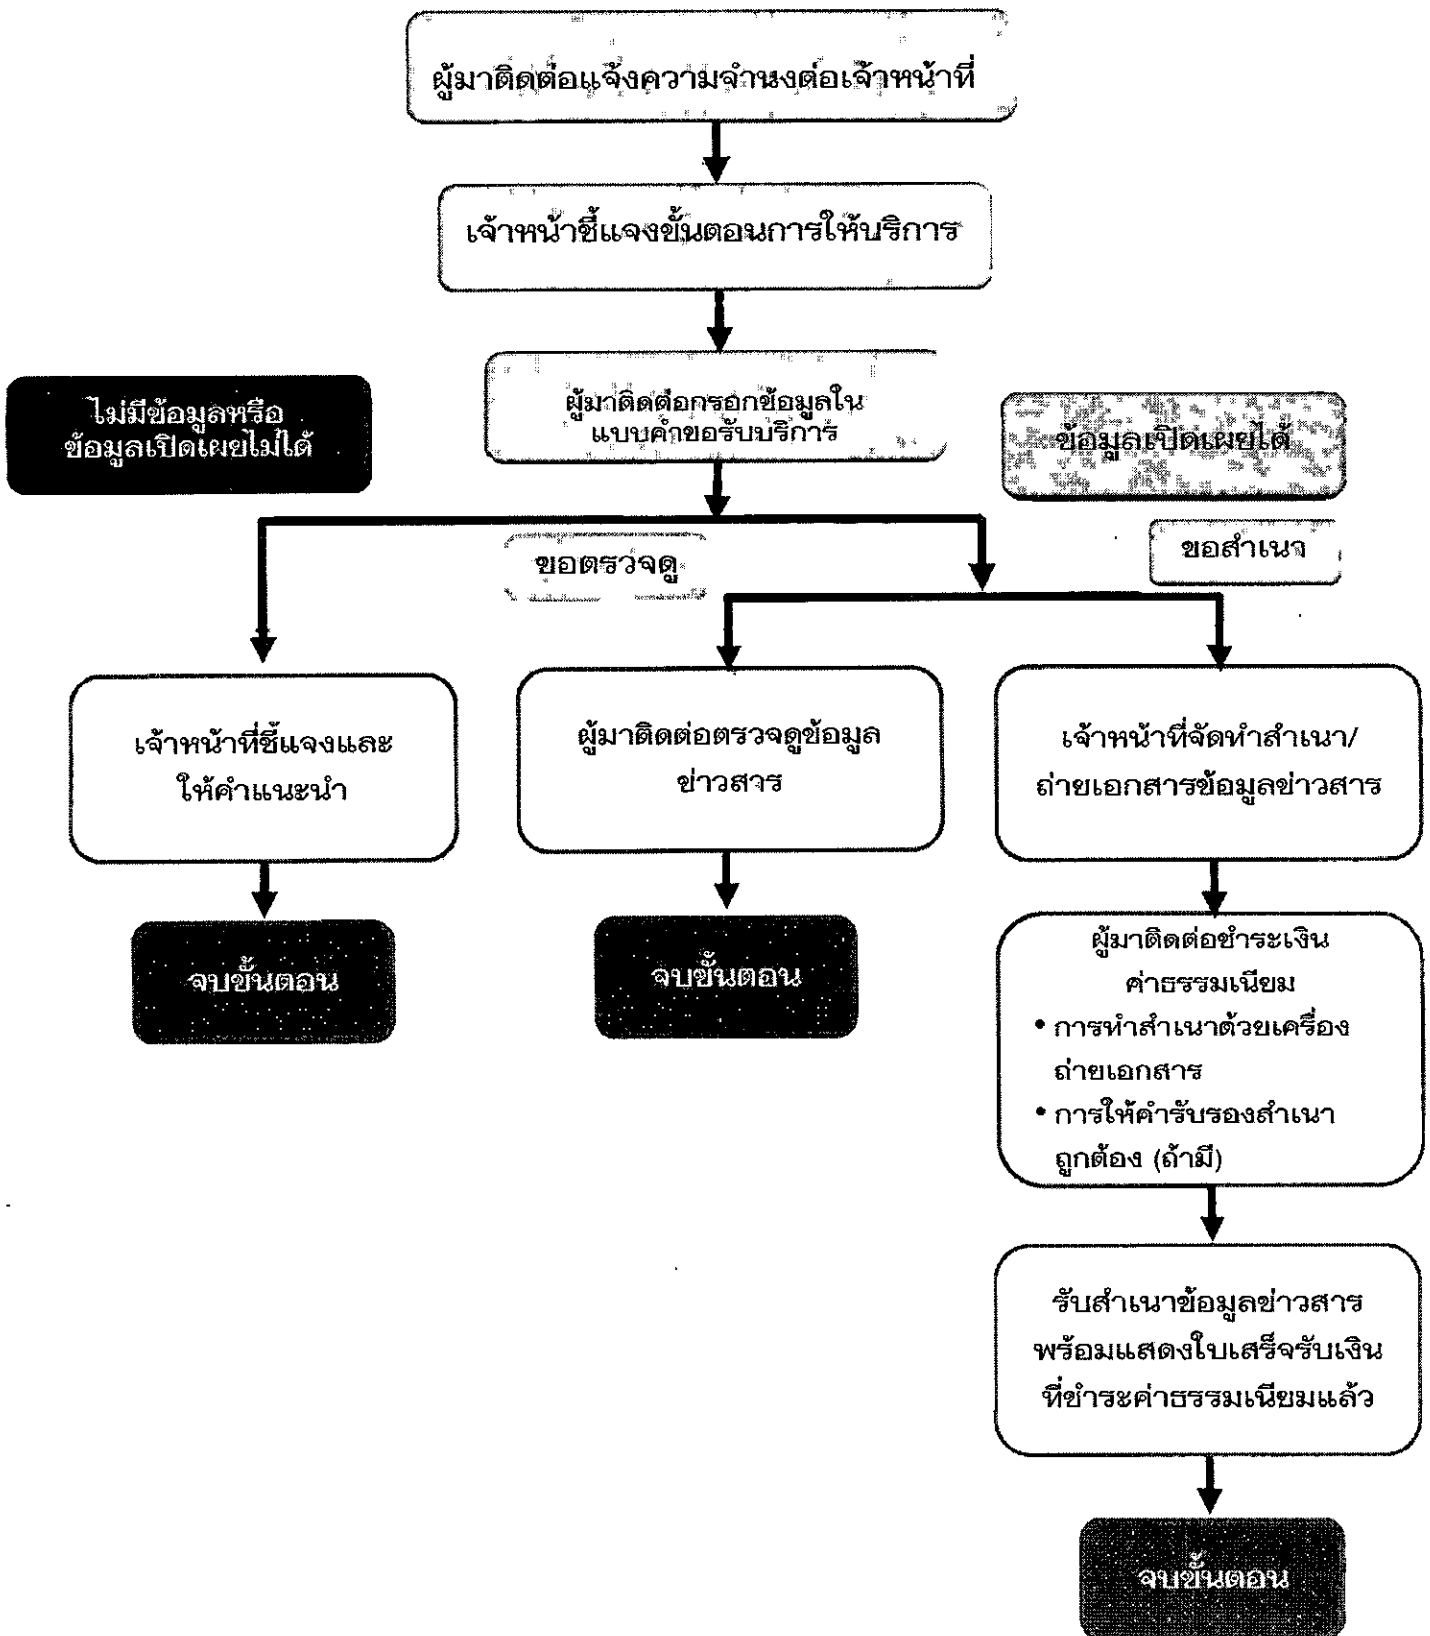 ผู้มาติดต่อแจ้งความจำนงต่อเจ้าหน้าที่
เจ้าหน้าชี้แจงขั้นตอนการให้บริการ
ไม่มีข้อมูลหรือ
ข้อมูลเปิดเผยไม่ได้
ผู้มาติดต่อกรอกข้อมูลใน
แบบคำขอรับบริการ
ข้อมูลเปิดเผยได้
ขอตรวจดู
ขอสำเนา
เจ้าหน้าที่ชี้แจงและ
ให้คำแนะนำ
ผู้มาติดต่อตรวจดูข้อมูล
ข่าวสาร
เจ้าหน้าที่จัดทำสำเนา/
ถ่ายเอกสารข้อมูลข่าวสาร
จบขั้นตอน
จบขั้นตอน
ผู้มาติดต่อชำระเงิน
ค่าธรรมเนียม
• การทำสำเนาด้วยเครื่อง
ถ่ายเอกสาร
• การให้คำรับรองสำเนา
ถูกต้อง (ถ้ามี)
รับสำเนาข้อมูลข่าวสาร
พร้อมแสดงใบเสร็จรับเงิน
ที่ชำระค่าธรรมเนียมแล้ว
จบขั้นตอน